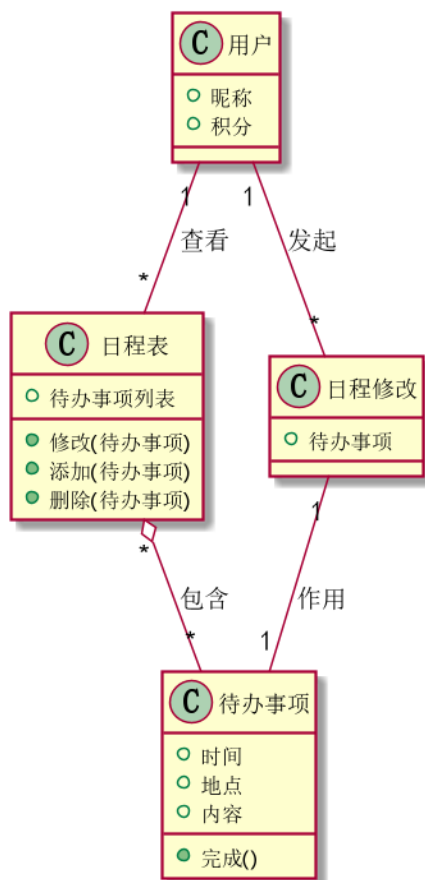 C 用户
昵称
积分
1
1
查看
发起
*
*
C 日程表
待办事项列表
修改(待办事项)
添加(待办事项)
删除(待办事项)
C 日程修改
待办事项
*
1
包含
作用
*
1
C 待办事项
时间
地点
内容
完成()